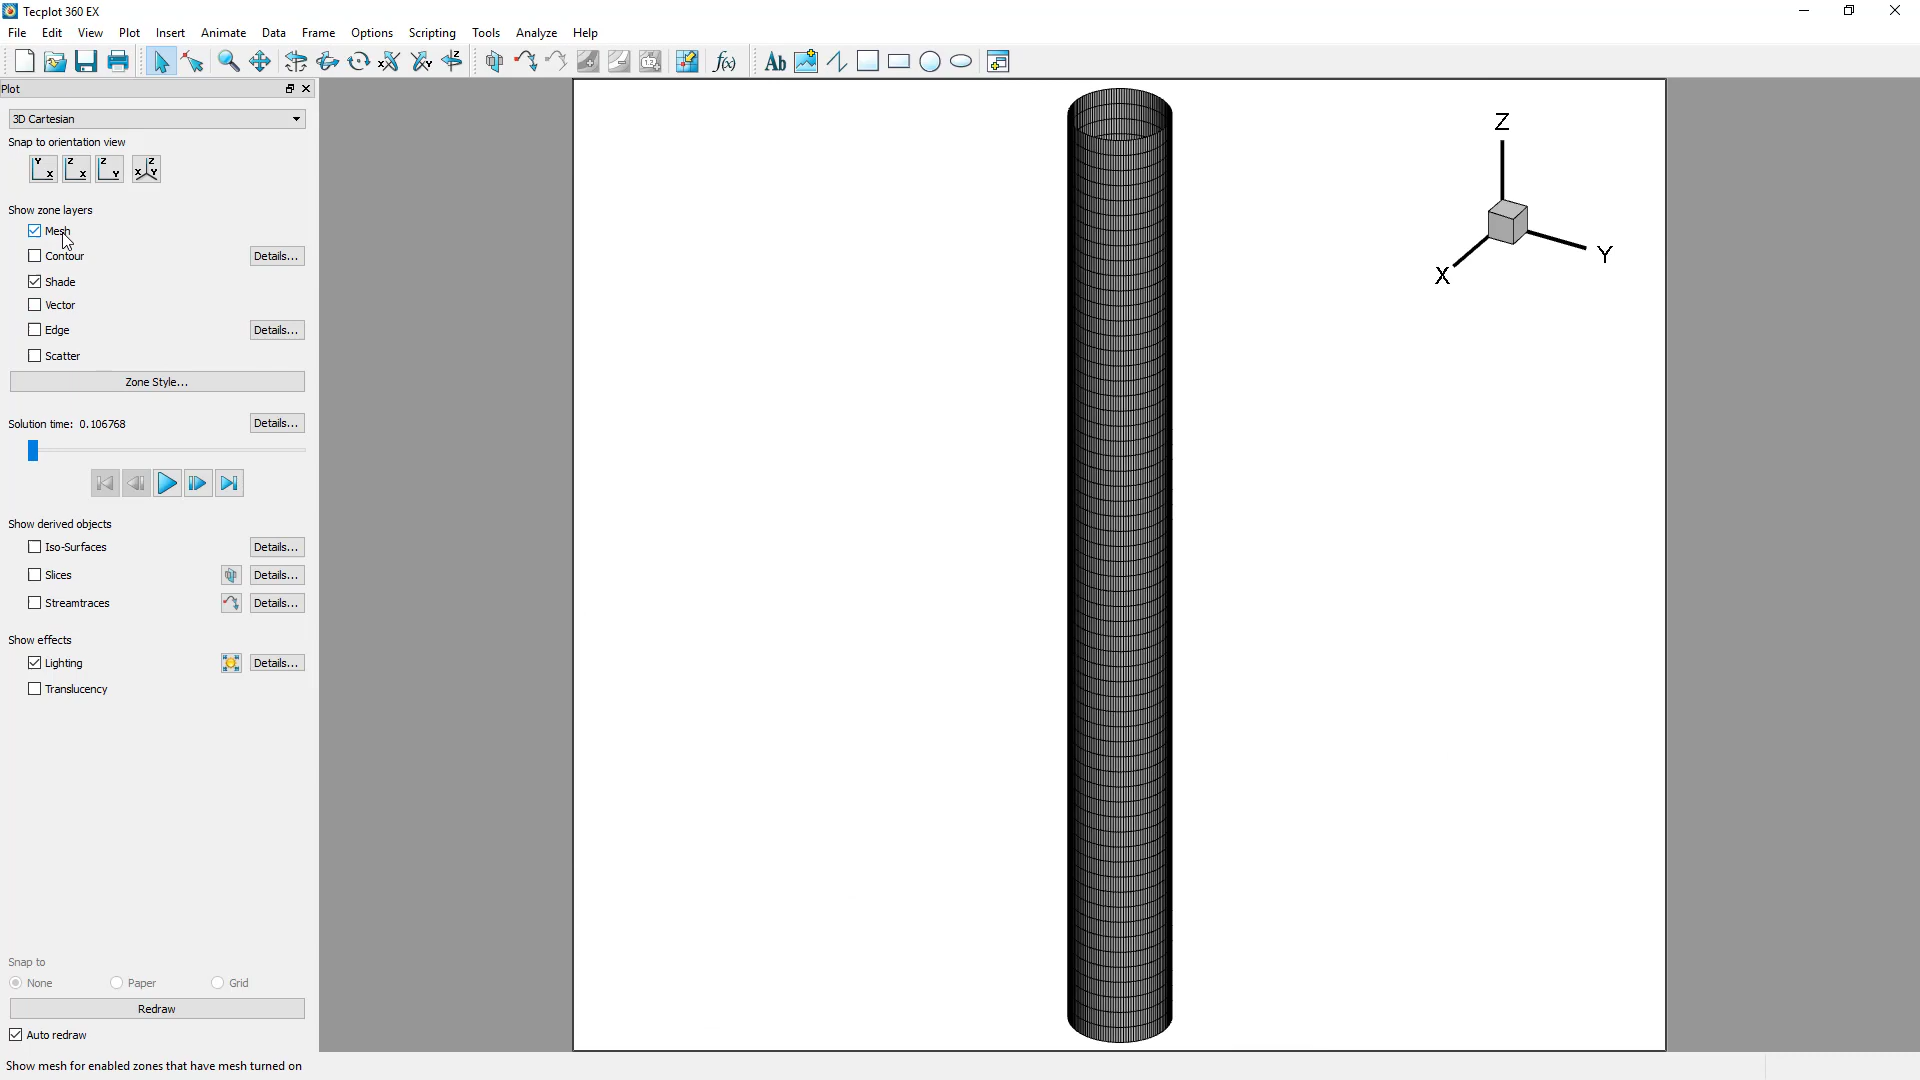 Tecplot 360 EX
File Edit View Plot Insert Animate Data Frame Options Scripting Tools Analyze Help
Plot
3D Cartesian
Snap to orientation view
Show zone layers
Mesh
Contour Details...
Shade
Vector
Edge Details...
Scatter
Zone Style...
Solution time: 0.106768 Details...
Show derived objects
Iso-Surfaces Details...
Slices Details...
Streamtraces Details...
Show effects
Lighting Details...
Translucency
Snap to
None Paper Grid
Redraw
Auto redraw
Show mesh for enabled zones that have mesh turned on
Z
Y
X